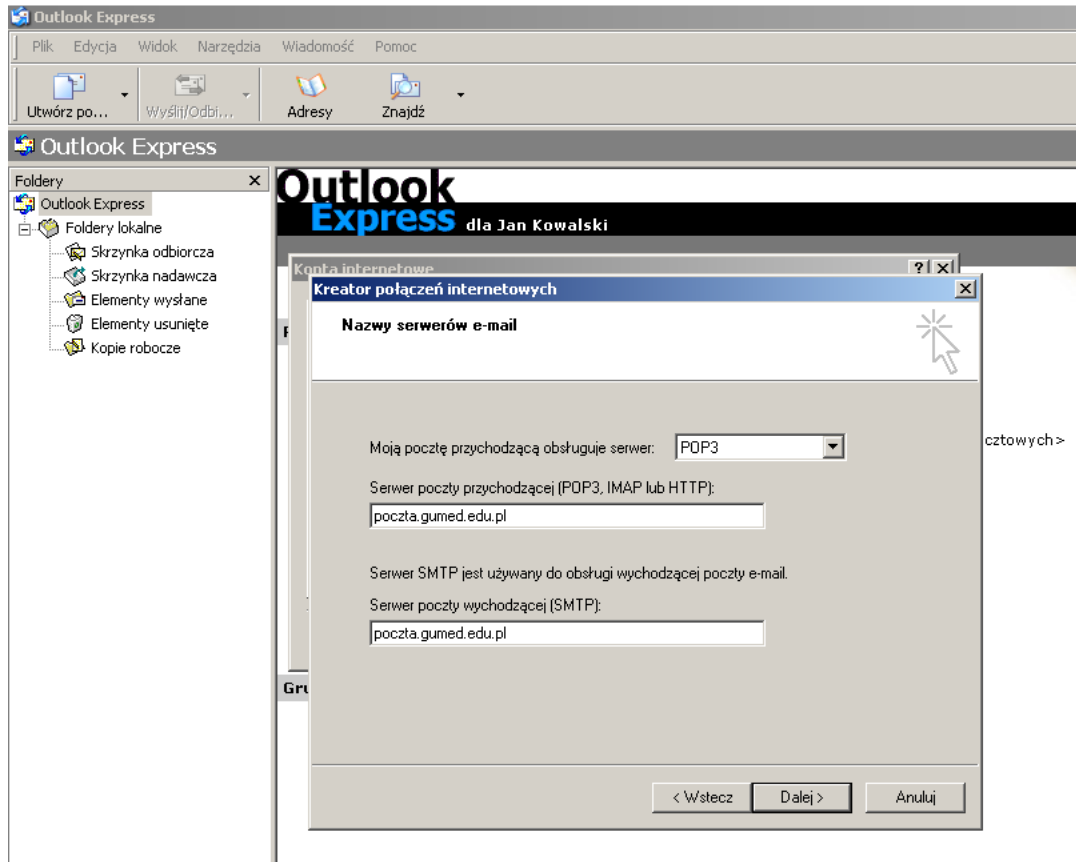 Outlook Express
Plik Edycja Widok Narzędzia Wiadomość Pomoc
Utwórz po... Wyślij/Odbi... Adresy Znajdź
Outlook Express
Foldery
Outlook Express
Foldery lokalne
Skrzynka odbiorcza
Skrzynka nadawcza
Elementy wysłane
Elementy usunięte
Kopie robocze
Outlook
Express dla Jan Kowalski
Konta internetowe
Kreator połączeń internetowych
Nazwy serwerów e-mail
cztowych>
Moją pocztę przychodzącą obsługuje serwer: POP3
Serwer poczty przychodzącej (POP3, IMAP lub HTTP):
poczta.gumed.edu.pl
Serwer SMTP jest używany do obsługi wychodzącej poczty e-mail.
Serwer poczty wychodzącej (SMTP):
poczta.gumed.edu.pl
Gru
< Wstecz Dalej > Anuluj